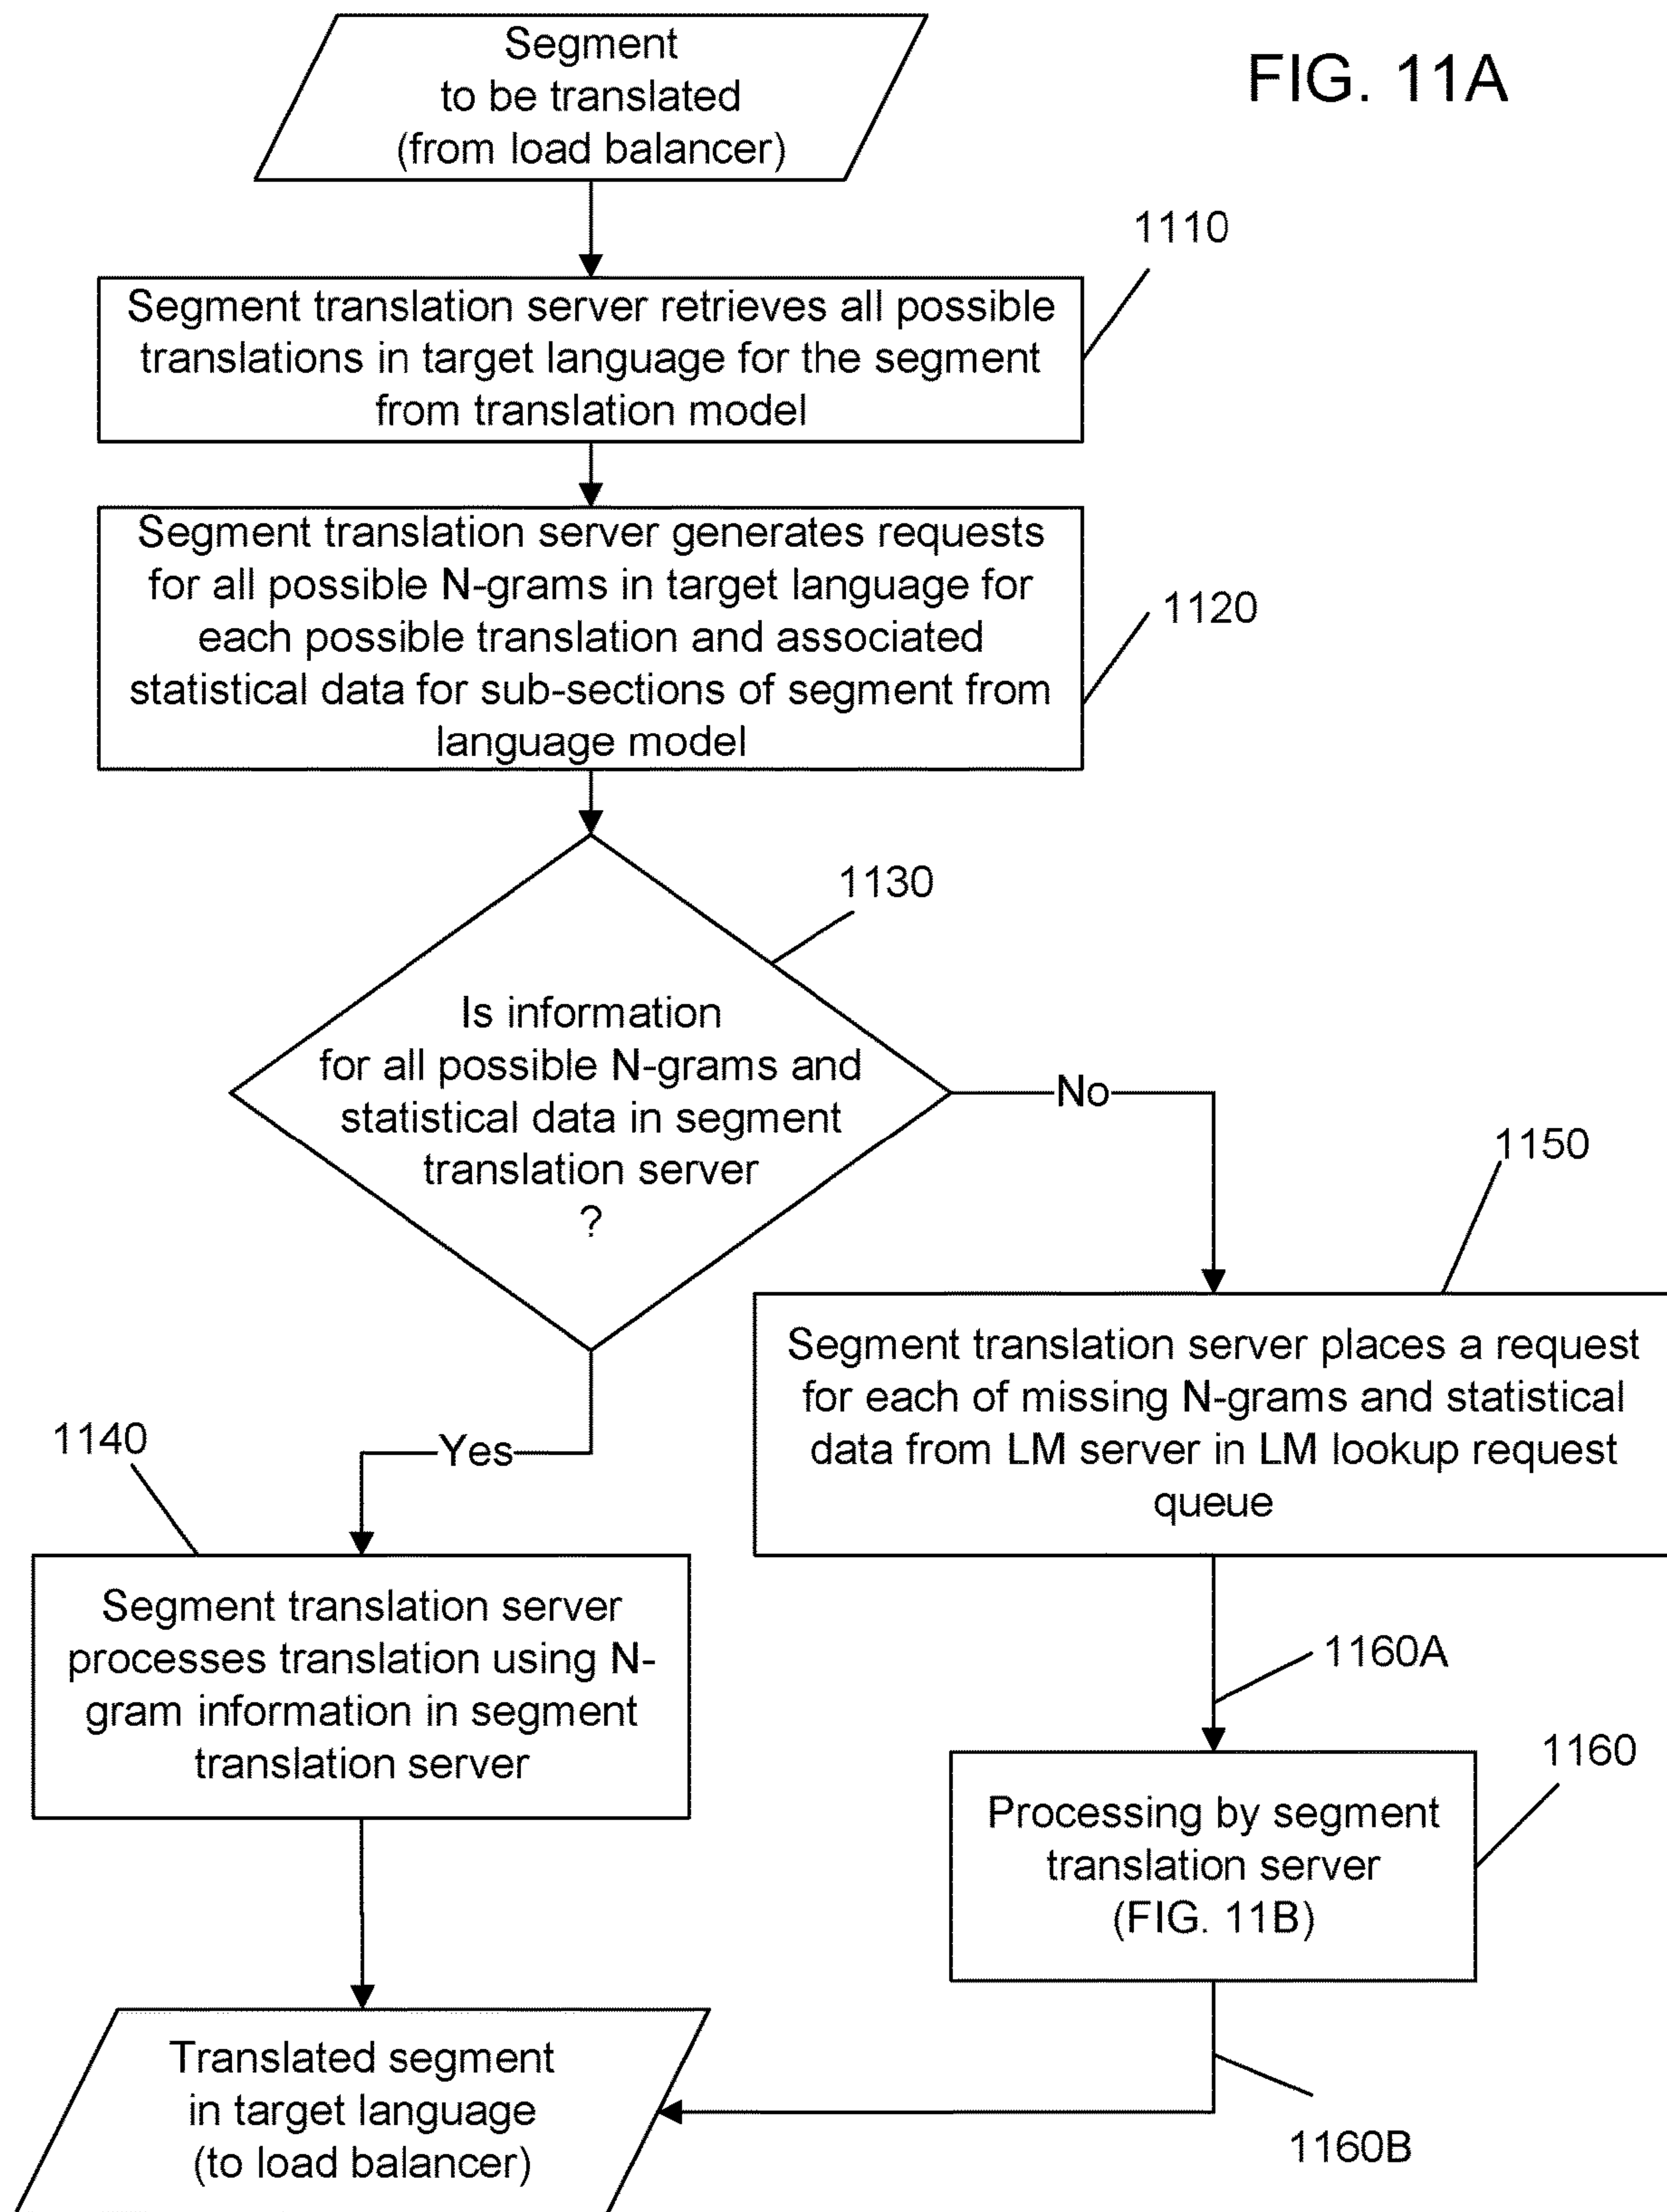 FIG. 11A
Segment
to be translated
(from load balancer)
1110
Segment translation server retrieves all possible
translations in target language for the segment
from translation model
Segment translation server generates requests
for all possible N-grams in target language for
each possible translation and associated
statistical data for sub-sections of segment from
language model
1120
1130
Is information
for all possible N-grams and
statistical data in segment
translation server
?
No
1150
Segment translation server places a request
for each of missing N-grams and statistical
data from LM server in LM lookup request
queue
Yes
1140
Segment translation server
processes translation using N-
gram information in segment
translation server
1160A
1160
Processing by segment
translation server
(FIG. 11B)
Translated segment
in target language
(to load balancer)
1160B